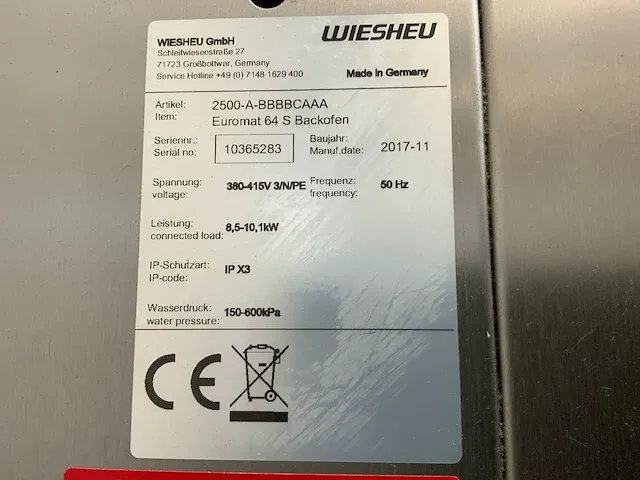 WIESHEU GmbH
Schleifwiesenstraße 27
71723 Großbottwar, Germany
Service Hotline +49 (0) 7148 1629 400
WIESHEU
Made in Germany
Artikel: 2500-A-BBBBCAAA
Item: Euromat 64 S Backofen
Seriennr.: Baujahr:
Serial no: 10365283 Manuf.date: 2017-11
Spannung: 380-415V 3/N/PE Frequenz: 50 Hz
voltage: frequency:
Leistung: 8,5-10,1kW
connected load:
IP-Schutzart: IP X3
IP-code:
Wasserdruck: 150-600kPa
water pressure:
CE